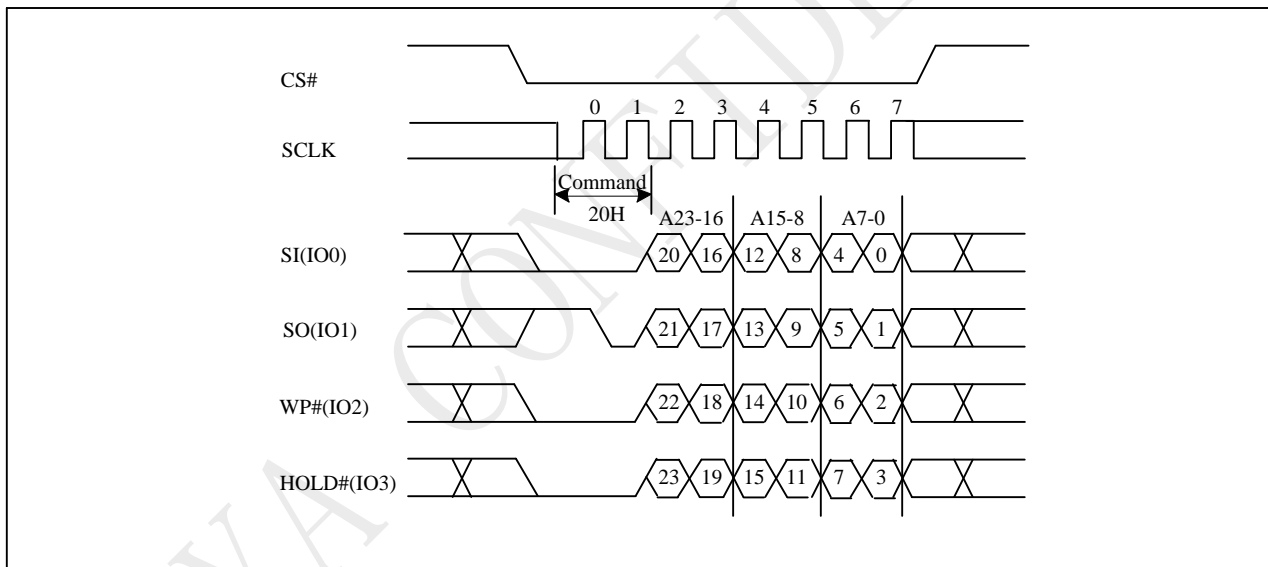 CS#
0 1 2 3 4 5 6 7
SCLK
Command
20H
A23-16 A15-8 A7-0
SI(IO0) 20 16 12 8 4 0
SO(IO1) 21 17 13 9 5 1
WP#(IO2) 22 18 14 10 6 2
HOLD#(IO3) 23 19 15 11 7 3